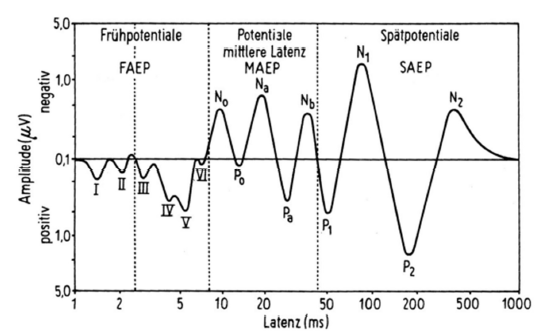 5,0
Frühpotentiale
Potentiale
mittlere Latenz
Spätpotentiale
FAEP
MAEP
SAEP
negativ
1,0
N₀
Nₐ
N_b
N₁
N₂
Amplitude (µV)
0,1
I
II
III
IV
V
VI
P₀
Pₐ
P₁
P₂
positiv
1,0
5,0
1
2
5
10
20
50
100
200
500
1000
Latenz (ms)